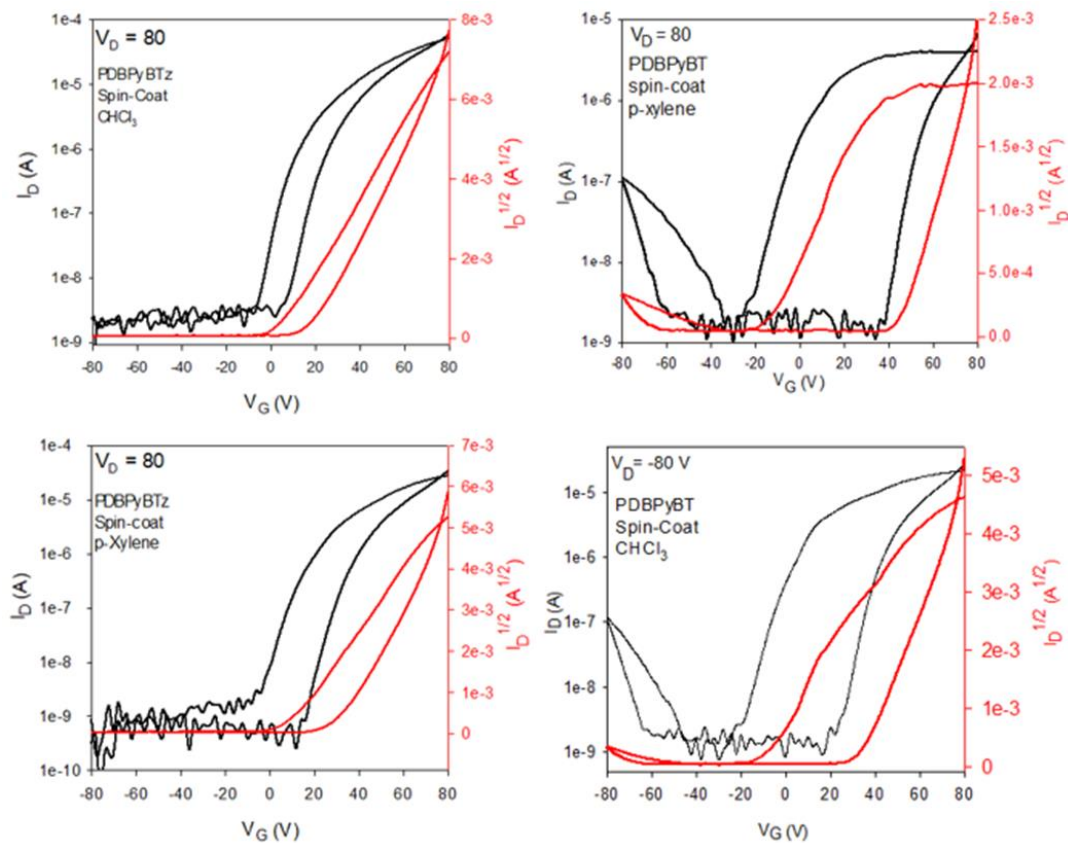 V_D = 80
PDBPyBTz
Spin-Coat
CHCl₃
1e-4
1e-5
1e-6
1e-7
1e-8
1e-9
I_D (A)
8e-3
6e-3
4e-3
2e-3
0
I_D^1/2 (A^1/2)
-80 -60 -40 -20 0 20 40 60 80
V_G (V)
V_D = 80
PDBPyBT
spin-coat
p-xylene
1e-5
1e-6
1e-7
1e-8
1e-9
I_D (A)
2.5e-3
2.0e-3
1.5e-3
1.0e-3
5.0e-4
0.0
I_D^1/2 (A^1/2)
-80 -60 -40 -20 0 20 40 60 80
V_G (V)
V_D = 80
PDBPyBTz
Spin-coat
p-Xylene
1e-4
1e-5
1e-6
1e-7
1e-8
1e-9
1e-10
I_D (A)
7e-3
6e-3
5e-3
4e-3
3e-3
2e-3
1e-3
0
I_D^1/2 (A^1/2)
-80 -60 -40 -20 0 20 40 60 80
V_G (V)
V_D = -80 V
PDBPyBT
Spin-Coat
CHCl₃
1e-5
1e-6
1e-7
1e-8
1e-9
I_D (A)
5e-3
4e-3
3e-3
2e-3
1e-3
0
I_D^1/2 (A^1/2)
-80 -60 -40 -20 0 20 40 60 80
V_G (V)